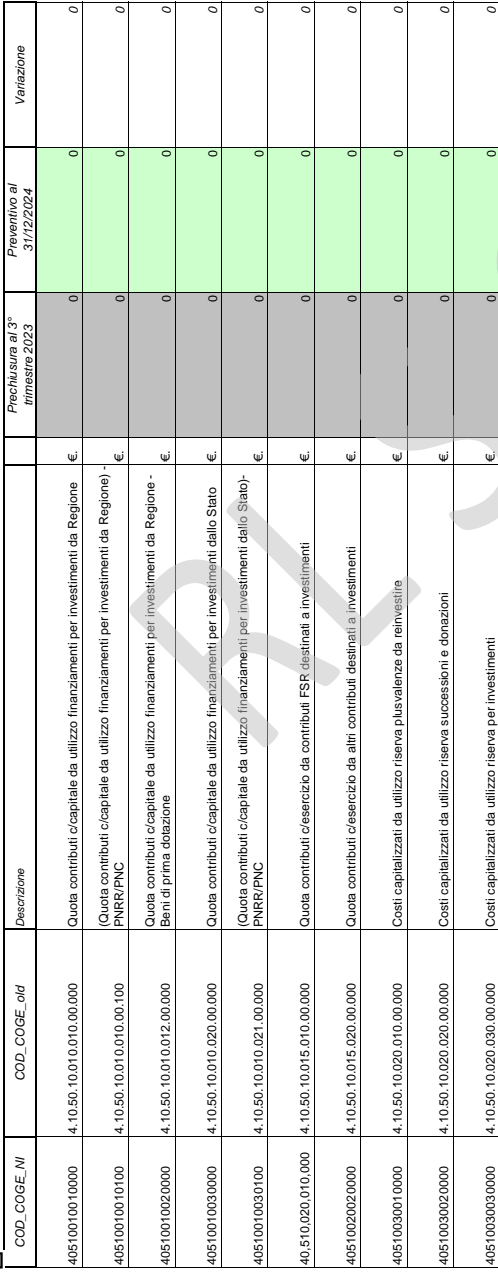 COD_COGE_NI COD_COGE_old Descrizione Prechiusura al 3° trimestre 2023 Preventivo al 31/12/2024 Variazione
405100100010000 4.10.50.10.010.010.00.000 Quota contributi c/capitale da utilizzo finanziamenti per investimenti da Regione €. 0 0 0
405100100010100 4.10.50.10.010.010.00.100 (Quota contributi c/capitale da utilizzo finanziamenti per investimenti da Regione) - PNRR/PNC €. 0 0 0
405100100020000 4.10.50.10.010.012.00.000 Quota contributi c/capitale da utilizzo finanziamenti per investimenti da Regione - Beni di prima dotazione €. 0 0 0
405100100030000 4.10.50.10.010.020.00.000 Quota contributi c/capitale da utilizzo finanziamenti per investimenti dallo Stato €. 0 0 0
405100100030100 4.10.50.10.010.021.00.000 (Quota contributi c/capitale da utilizzo finanziamenti per investimenti dallo Stato)- PNRR/PNC €. 0 0 0
40.510.020.010.000 4.10.50.10.015.010.00.000 Quota contributi c/esercizio da contributi FSR destinati a investimenti €. 0 0 0
405100200020000 4.10.50.10.015.020.00.000 Quota contributi c/esercizio da altri contributi destinati a investimenti €. 0 0 0
405100300010000 4.10.50.10.020.010.00.000 Costi capitalizzati da utilizzo riserva plusvalenze da reinvestire €. 0 0 0
405100300020000 4.10.50.10.020.020.00.000 Costi capitalizzati da utilizzo riserva successioni e donazioni €. 0 0 0
405100300030000 4.10.50.10.020.030.00.000 Costi capitalizzati da utilizzo riserva per investimenti €. 0 0 0
RL S